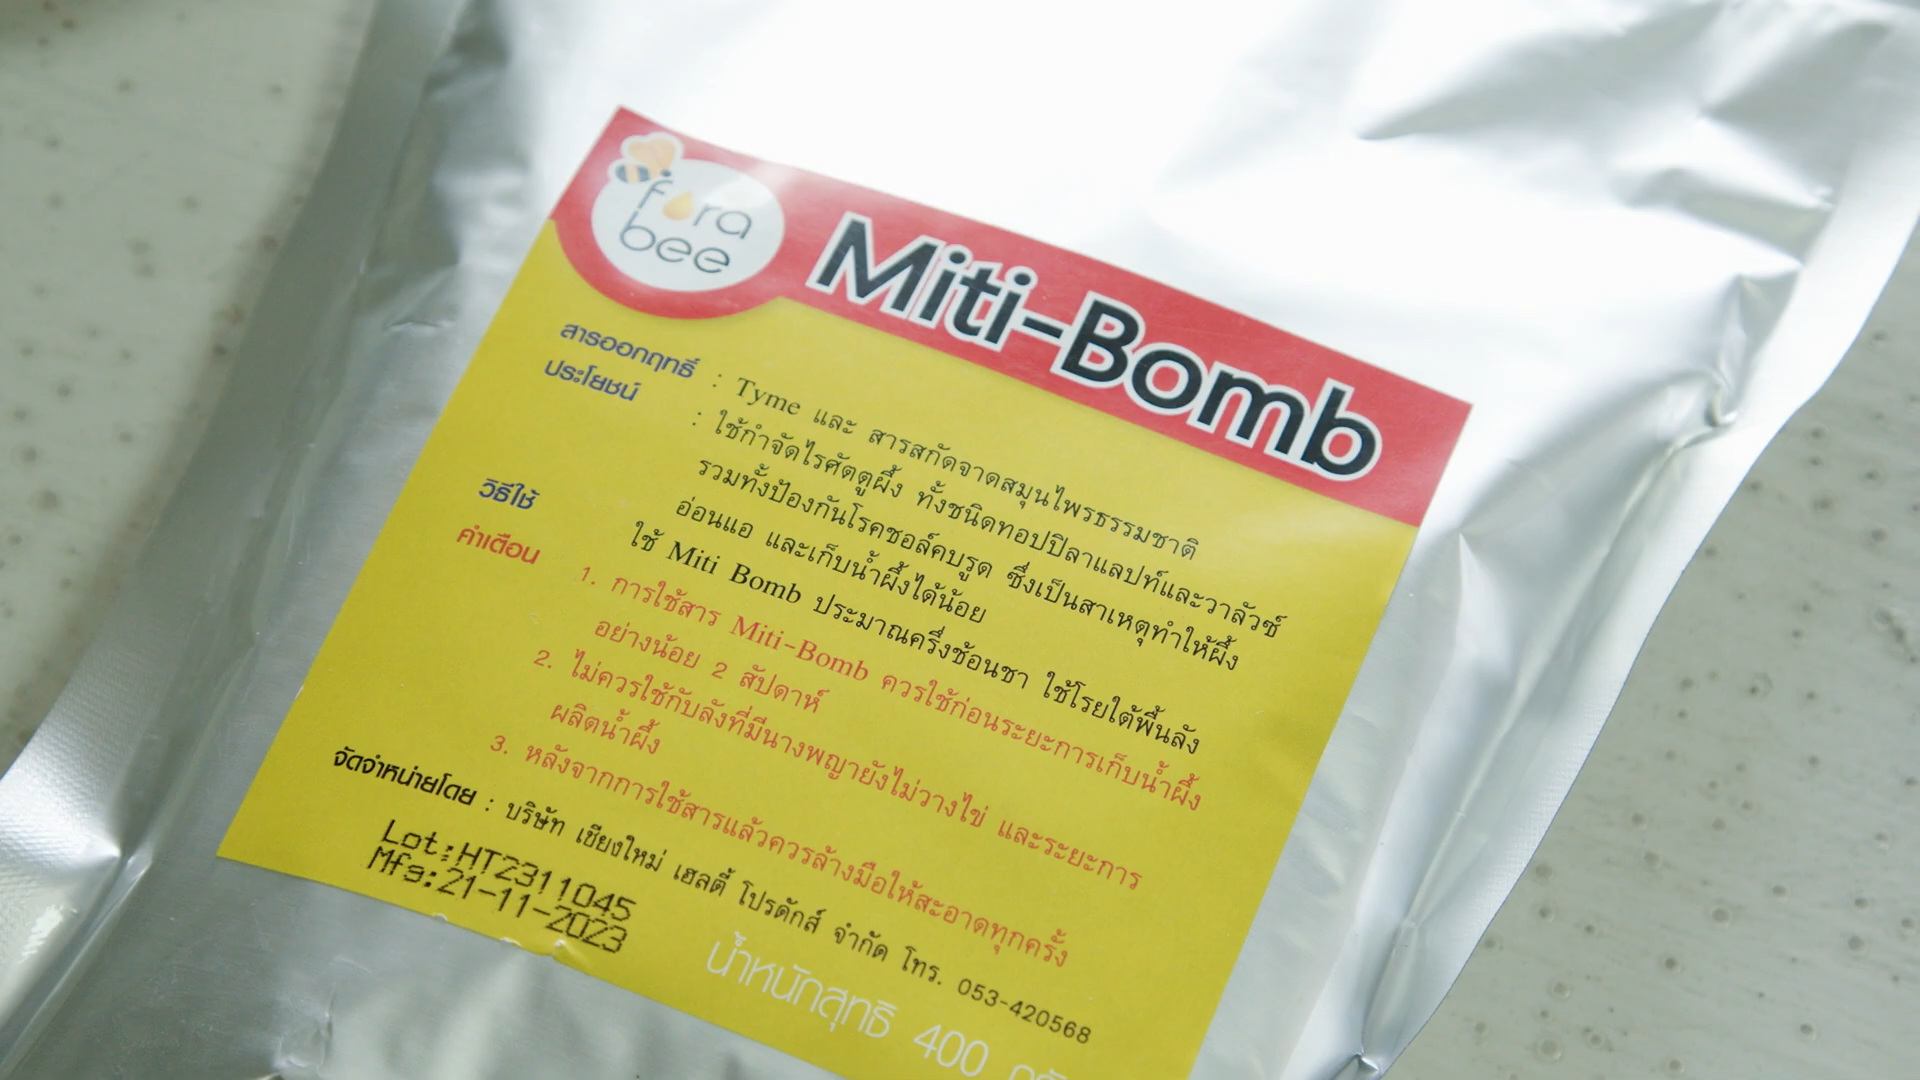 fora
bee
Miti-Bomb
สารออกฤทธิ์ : Tyme และ สารสกัดจาดสมุนไพรธรรมชาติ
ประโยชน์ : ใช้กำจัดไรศัตตูผึ้ง ทั้งชนิดทอปปิลาแลปท์และวาลัวซ์
รวมทั้งป้องกันโรคชอล์คบรูด ซึ่งเป็นสาเหตุทำให้ผึ้ง
อ่อนแอ และเก็บน้ำผึ้งได้น้อย
วิธีใช้ ใช้ Miti Bomb ประมาณครึ่งช้อนชา ใช้โรยใต้พื้นลัง
คำเตือน 1. การใช้สาร Miti-Bomb ควรใช้ก่อนระยะการเก็บน้ำผึ้ง
อย่างน้อย 2 สัปดาห์
2. ไม่ควรใช้กับลังที่มีนางพญายังไม่วางไข่ และระยะการ
ผลิตน้ำผึ้ง
3. หลังจากการใช้สารแล้วควรล้างมือให้สะอาดทุกครั้ง
จัดจำหน่ายโดย : บริษัท เชียงใหม่ เฮลตี้ โปรดักส์ จำกัด โทร. 053-420568
Lot:HT2311045
Mfg:21-11-2023
น้ำหนักสุทธิ 400